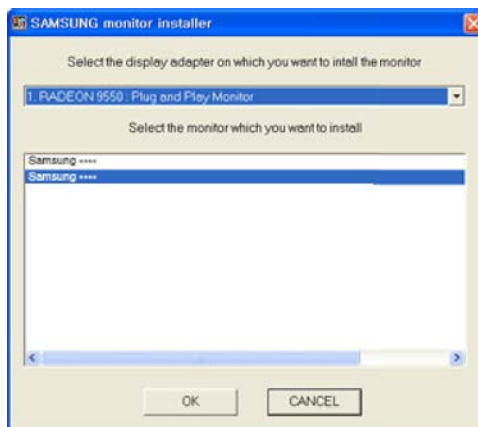 SAMSUNG monitor installer
Select the display adapter on which you want to intall the monitor
1. RADEON 9550 : Plug and Play Monitor
Select the monitor which you want to install
Samsung ****
Samsung ****
OK
CANCEL